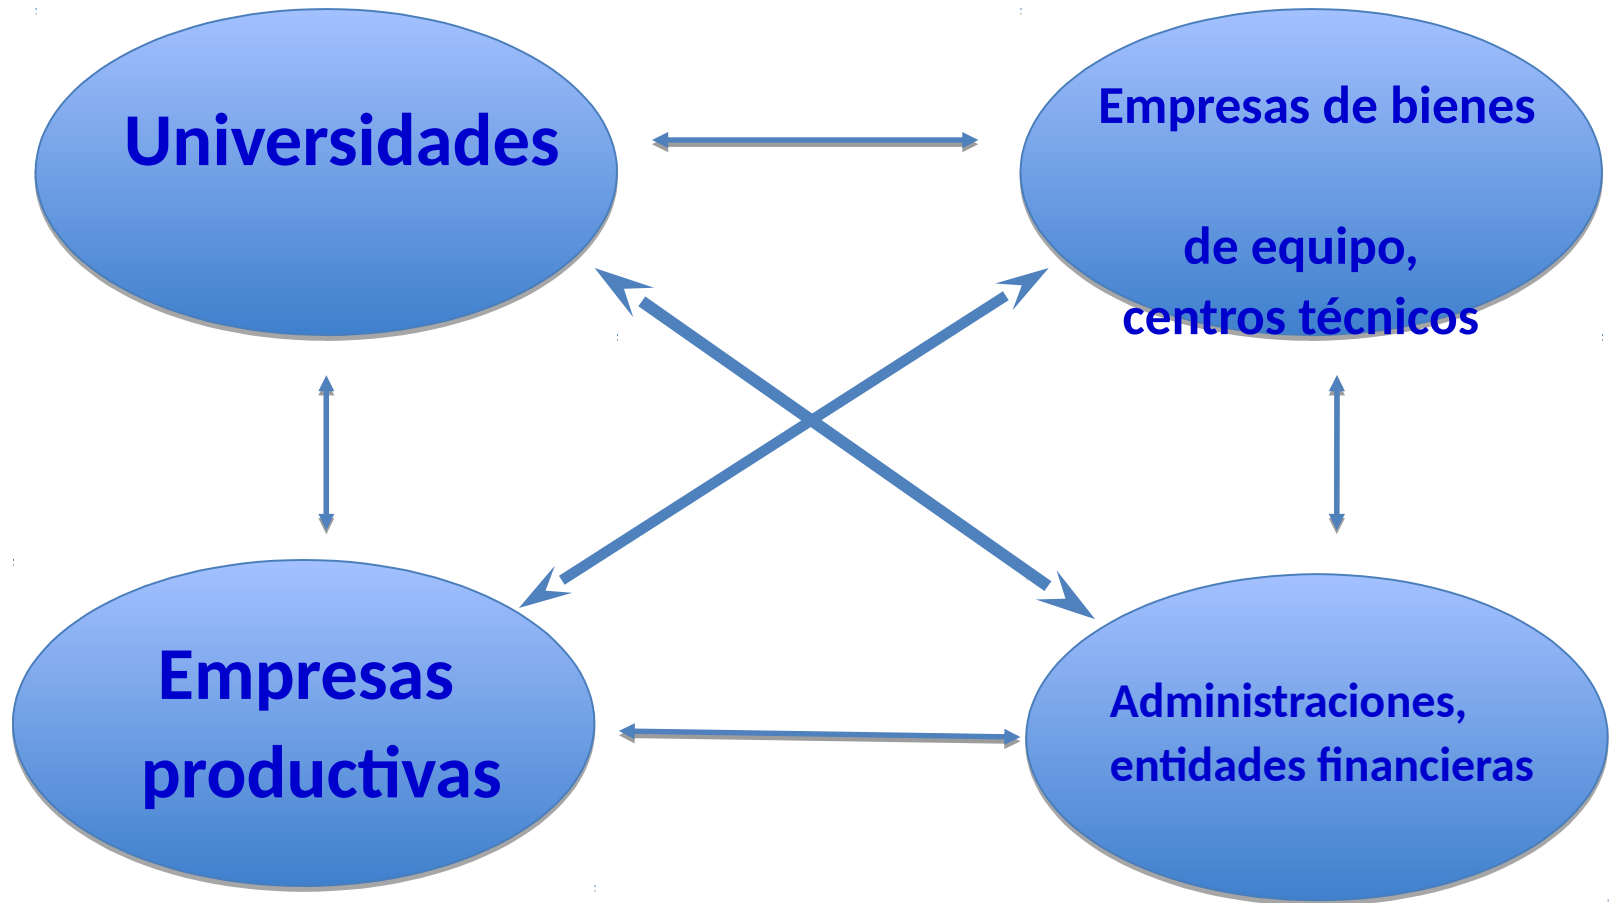 Universidades
Empresas de bienes
de equipo,
centros técnicos
Empresas
productivas
Administraciones,
entidades financieras